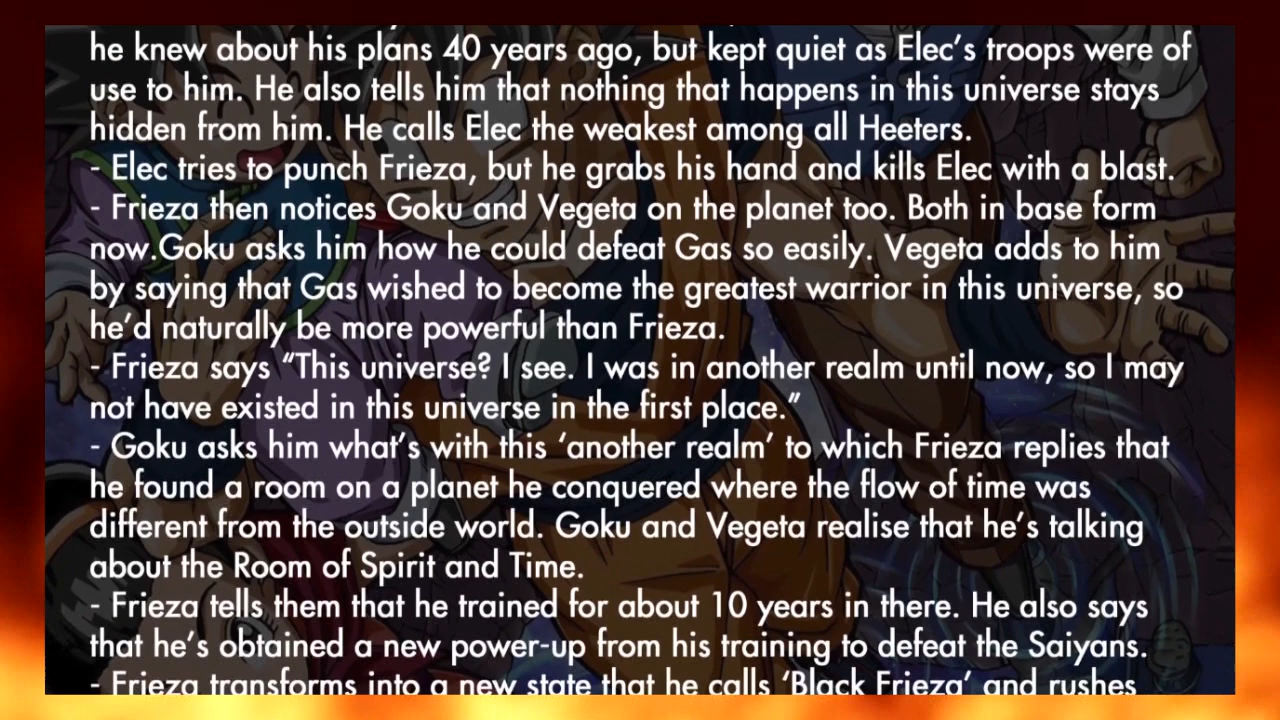 he knew about his plans 40 years ago, but kept quiet as Elec's troops were of
use to him. He also tells him that nothing that happens in this universe stays
hidden from him. He calls Elec the weakest among all Heeters.
- Elec tries to punch Frieza, but he grabs his hand and kills Elec with a blast.
- Frieza then notices Goku and Vegeta on the planet too. Both in base form
now.Goku asks him how he could defeat Gas so easily. Vegeta adds to him
by saying that Gas wished to become the greatest warrior in this universe, so
he'd naturally be more powerful than Frieza.
- Frieza says “This universe? I see. I was in another realm until now, so I may
not have existed in this universe in the first place.”
- Goku asks him what's with this ‘another realm’ to which Frieza replies that
he found a room on a planet he conquered where the flow of time was
different from the outside world. Goku and Vegeta realise that he's talking
about the Room of Spirit and Time.
- Frieza tells them that he trained for about 10 years in there. He also says
that he's obtained a new power-up from his training to defeat the Saiyans.
- Frieza transforms into a new state that he calls ‘Black Frieza’ and rushes